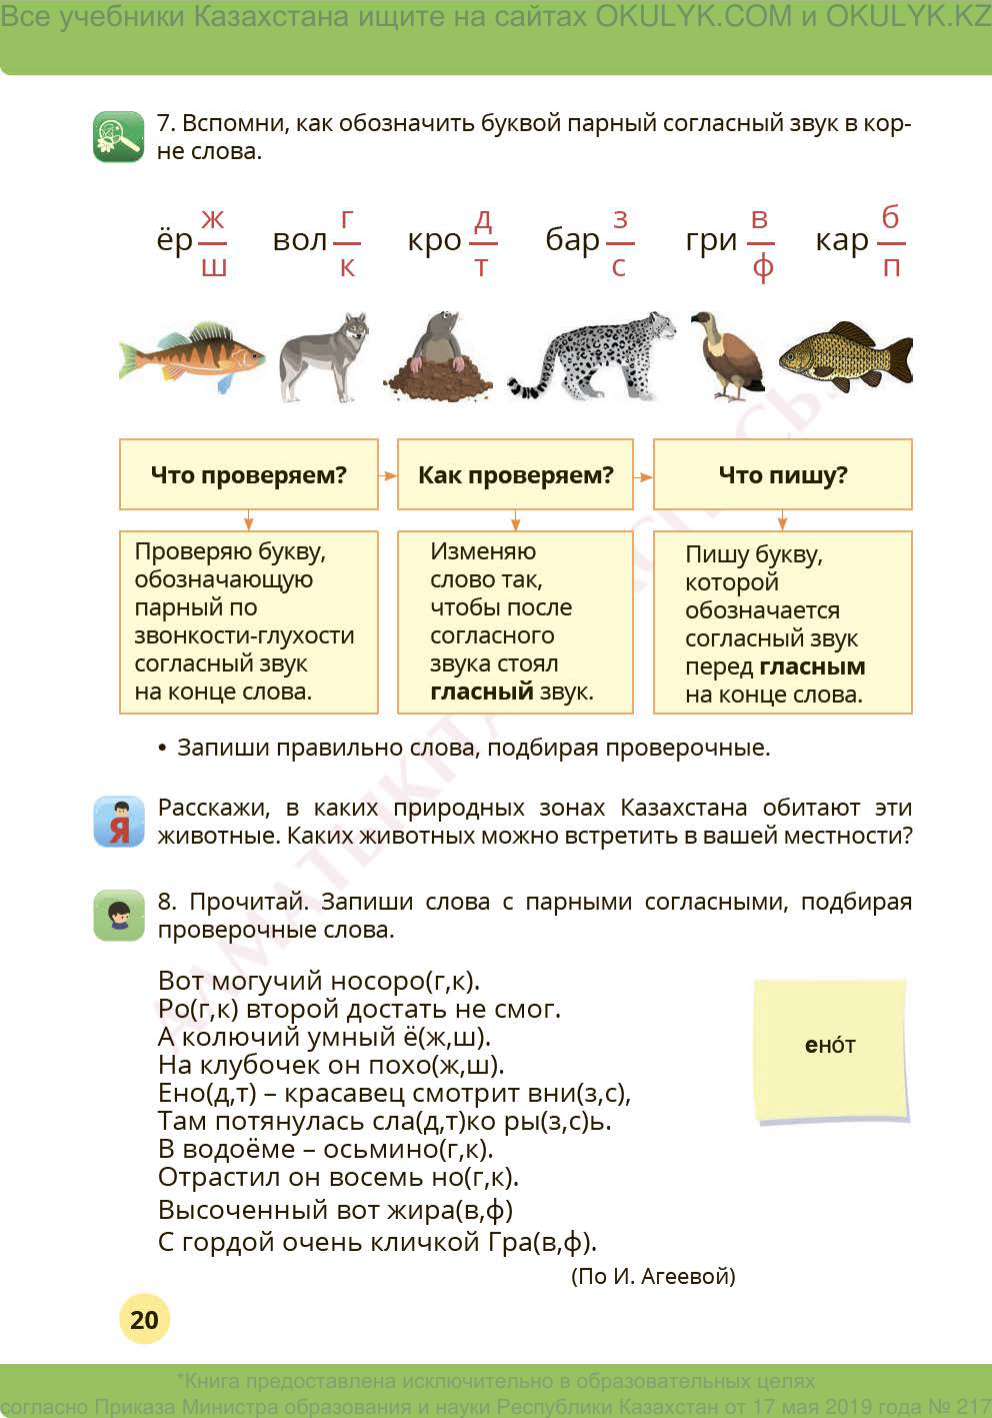 Все учебники Казахстана ищите на сайтах OKULYK.COM и OKULYK.KZ
7. Вспомни, как обозначить буквой парный согласный звук в кор-
не слова.
ёр ж/ш вол г/к кро д/т бар з/с гри в/ф кар б/п
Что проверяем? Как проверяем? Что пишу?
Проверяю букву,
обозначающую
парный по
звонкости-глухости
согласный звук
на конце слова.
Изменяю
слово так,
чтобы после
согласного
звука стоял
гласный звук.
Пишу букву,
которой
обозначается
согласный звук
перед гласным
на конце слова.
• Запиши правильно слова, подбирая проверочные.
Я
Расскажи, в каких природных зонах Казахстана обитают эти
животные. Каких животных можно встретить в вашей местности?
8. Прочитай. Запиши слова с парными согласными, подбирая
проверочные слова.
Вот могучий носоро(г,к).
Ро(г,к) второй достать не смог.
А колючий умный ё(ж,ш).
На клубочек он похо(ж,ш).
Ено(д,т) – красавец смотрит вни(з,с),
Там потянулась сла(д,т)ко ры(з,с)ь.
В водоёме – осьмино(г,к).
Отрастил он восемь но(г,к).
Высоченный вот жира(в,ф)
С гордой очень кличкой Гра(в,ф).
(По И. Агеевой)
ено́т
20
*Книга предоставлена исключительно в образовательных целях
согласно Приказа Министра образования и науки Республики Казахстан от 17 мая 2019 года № 217